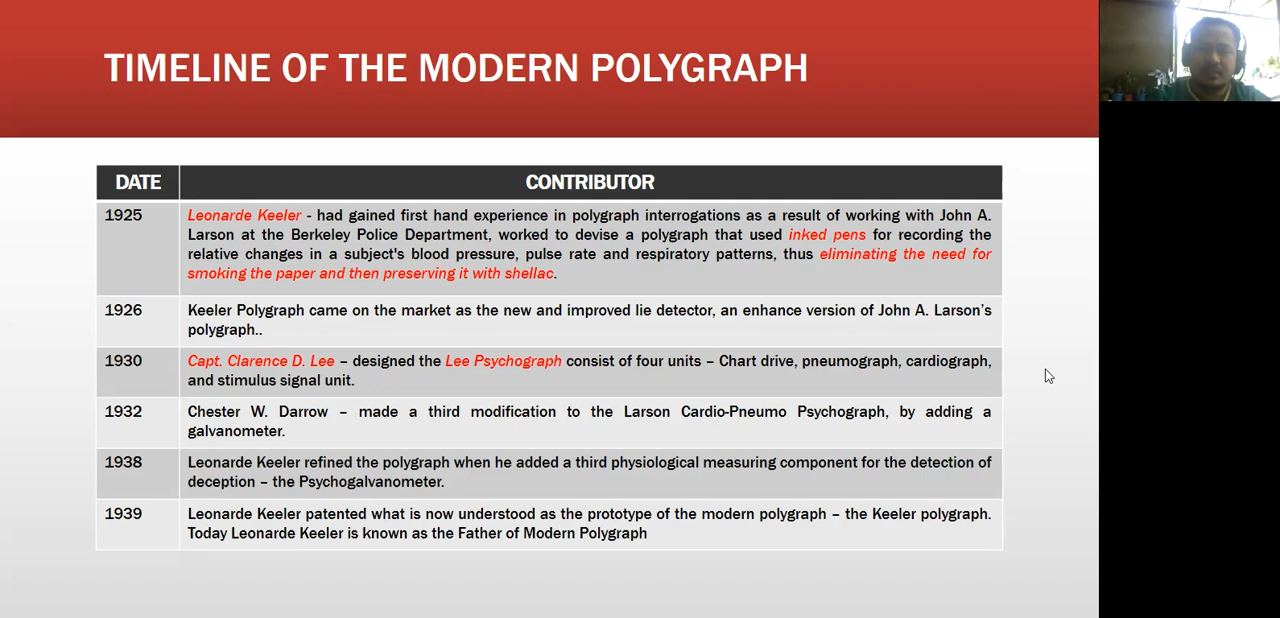 TIMELINE OF THE MODERN POLYGRAPH
DATE CONTRIBUTOR
1925 Leonarde Keeler - had gained first hand experience in polygraph interrogations as a result of working with John A.
Larson at the Berkeley Police Department, worked to devise a polygraph that used inked pens for recording the
relative changes in a subject's blood pressure, pulse rate and respiratory patterns, thus eliminating the need for
smoking the paper and then preserving it with shellac.
1926 Keeler Polygraph came on the market as the new and improved lie detector, an enhance version of John A. Larson's
polygraph..
1930 Capt. Clarence D. Lee – designed the Lee Psychograph consist of four units – Chart drive, pneumograph, cardiograph,
and stimulus signal unit.
1932 Chester W. Darrow – made a third modification to the Larson Cardio-Pneumo Psychograph, by adding a
galvanometer.
1938 Leonarde Keeler refined the polygraph when he added a third physiological measuring component for the detection of
deception – the Psychogalvanometer.
1939 Leonarde Keeler patented what is now understood as the prototype of the modern polygraph – the Keeler polygraph.
Today Leonarde Keeler is known as the Father of Modern Polygraph